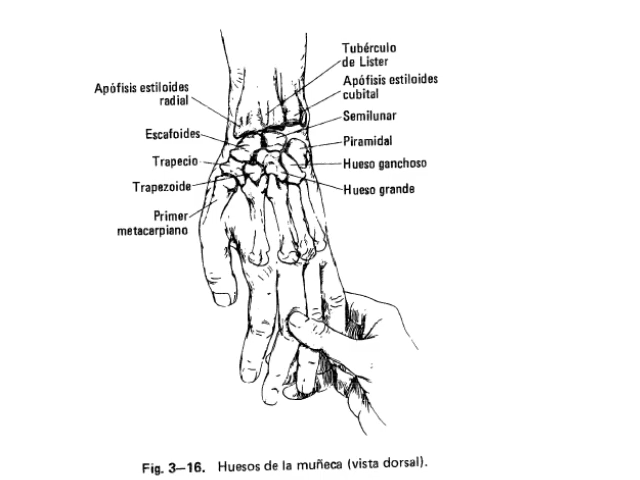 Tubérculo
de Lister
Apófisis estiloides
cubital
Semilunar
Piramidal
Hueso ganchoso
Hueso grande
Apófisis estiloides
radial
Escafoides
Trapecio
Trapezoide
Primer
metacarpiano
Fig. 3–16. Huesos de la muñeca (vista dorsal).